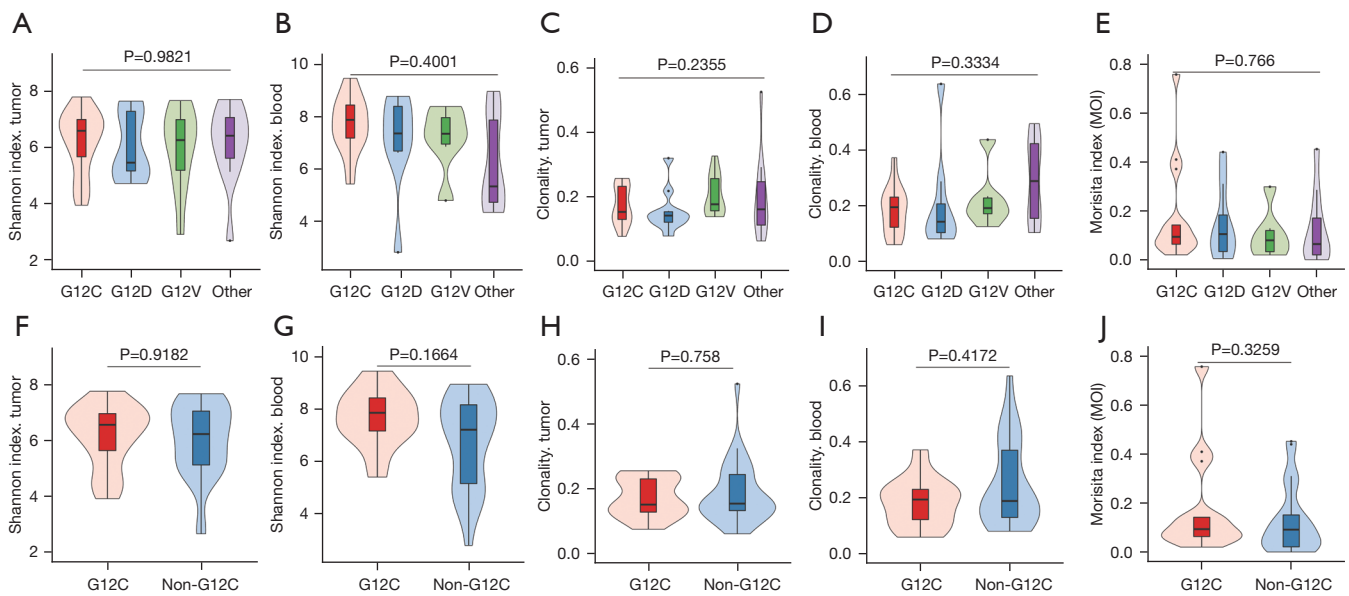 A
Shannon index. tumor
P=0.9821
8
6
4
2
G12C G12D G12V Other
B
Shannon index. blood
P=0.4001
10
8
6
4
G12C G12D G12V Other
C
Clonality. tumor
P=0.2355
0.6
0.4
0.2
0.0
G12C G12D G12V Other
D
Clonality. blood
P=0.3334
0.6
0.4
0.2
0.0
G12C G12D G12V Other
E
Morisita index (MOI)
P=0.766
0.8
0.6
0.4
0.2
0.0
G12C G12D G12V Other
F
Shannon index. tumor
P=0.9182
8
6
4
2
G12C Non-G12C
G
Shannon index. blood
P=0.1664
10
8
6
4
G12C Non-G12C
H
Clonality. tumor
P=0.758
0.6
0.4
0.2
0.0
G12C Non-G12C
I
Clonality. blood
P=0.4172
0.6
0.4
0.2
0.0
G12C Non-G12C
J
Morisita index (MOI)
P=0.3259
0.8
0.6
0.4
0.2
0.0
G12C Non-G12C